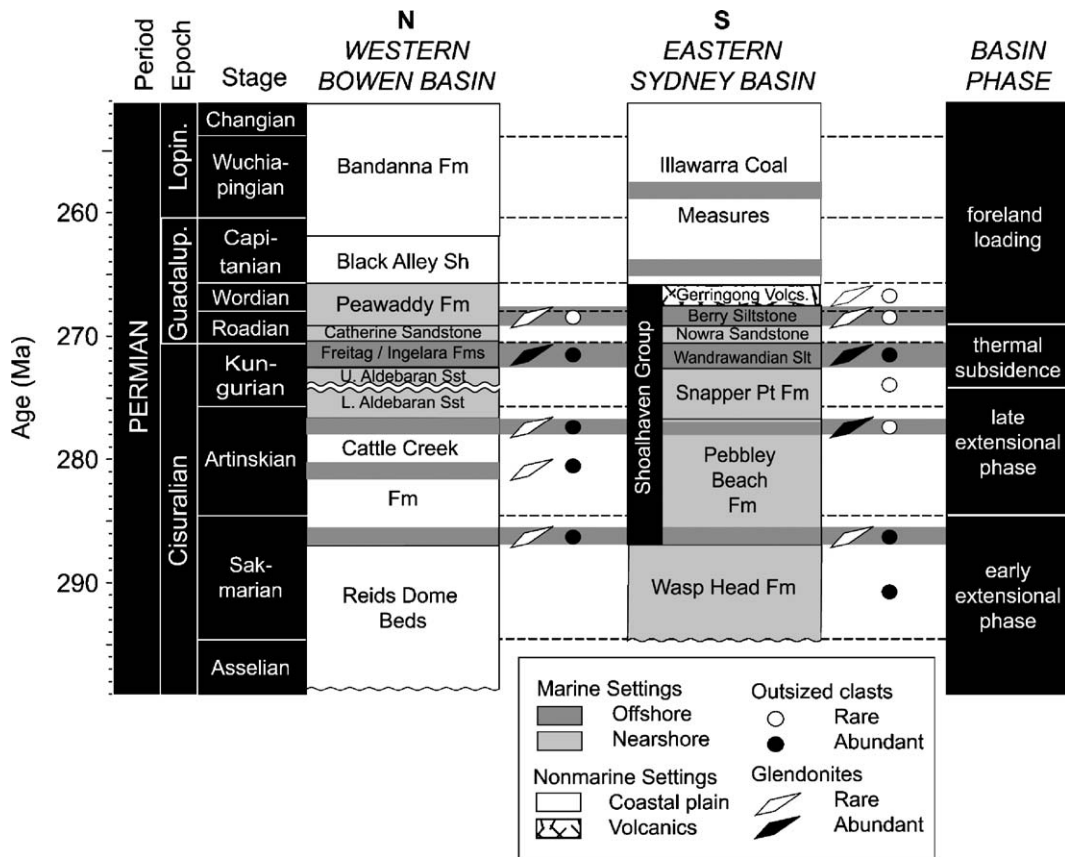 N
S
WESTERN
BOWEN BASIN
EASTERN
SYDNEY BASIN
BASIN
PHASE
Period
Epoch
Stage
Age (Ma)
260
270
280
290
PERMIAN
Lopin.
Guadalup.
Cisuralian
Changian
Wuchia-
pingian
Capi-
tanian
Wordian
Roadian
Kun-
gurian
Artinskian
Sak-
marian
Asselian
Bandanna Fm
Black Alley Sh
Peawaddy Fm
Catherine Sandstone
Freitag / Ingelara Fms
U. Aldebaran Sst
L. Aldebaran Sst
Cattle Creek
Fm
Reids Dome
Beds
Illawarra Coal
Measures
Shoalhaven Group
Gerringong Volcs.
Berry Siltstone
Nowra Sandstone
Wandrawandian Slt
Snapper Pt Fm
Pebbley
Beach
Fm
Wasp Head Fm
foreland
loading
thermal
subsidence
late
extensional
phase
early
extensional
phase
Marine Settings
Offshore
Nearshore
Nonmarine Settings
Coastal plain
Volcanics
Outsized clasts
Rare
Abundant
Glendonites
Rare
Abundant